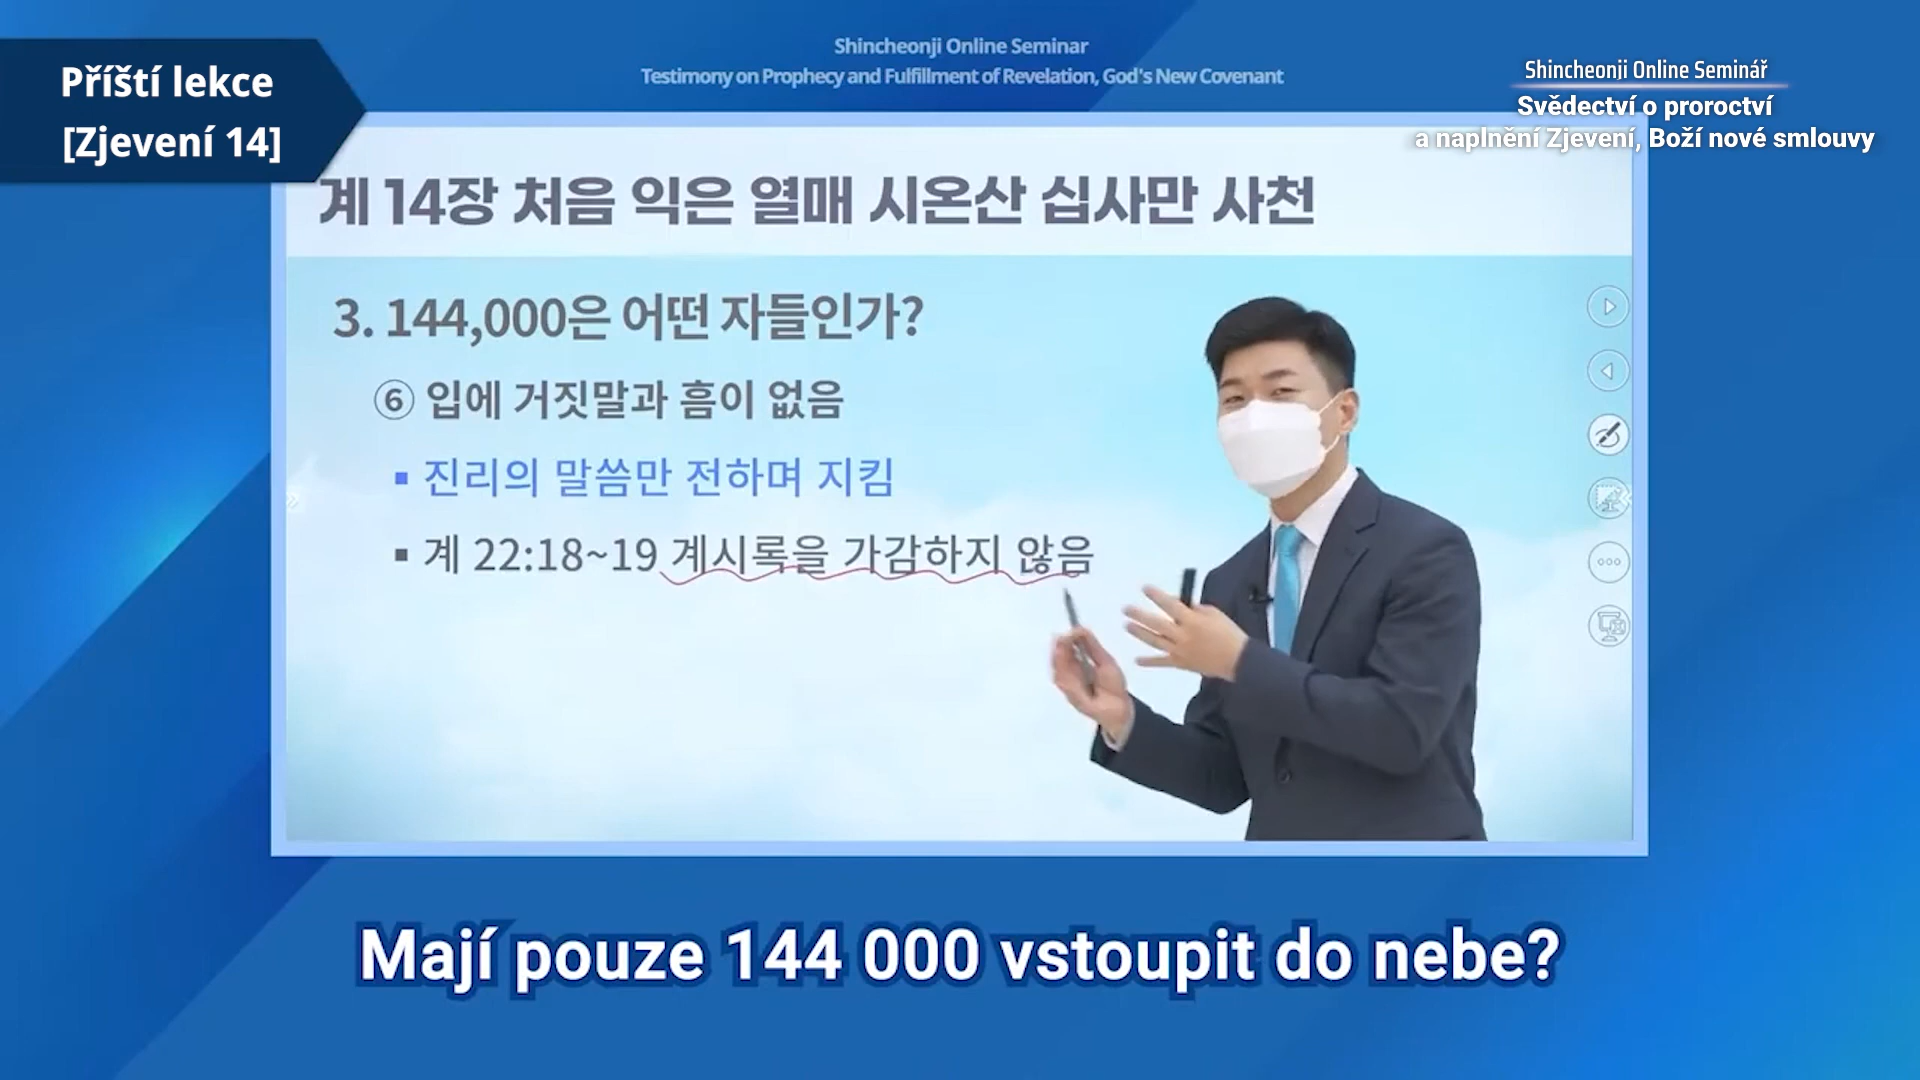 Příští lekce
[Zjevení 14]
Shincheonji Online Seminar
Testimony on Prophecy and Fulfillment of Revelation, God's New Covenant
Shincheonji Online Seminář
Svědectví o proroctví
a naplnění Zjevení, Boží nové smlouvy
계 14장 처음 익은 열매 시온산 십사만 사천
3. 144,000은 어떤 자들인가?
⑥ 입에 거짓말과 흠이 없음
▪ 진리의 말씀만 전하며 지킴
▪ 계 22:18~19 계시록을 가감하지 않음
Mají pouze 144 000 vstoupit do nebe?